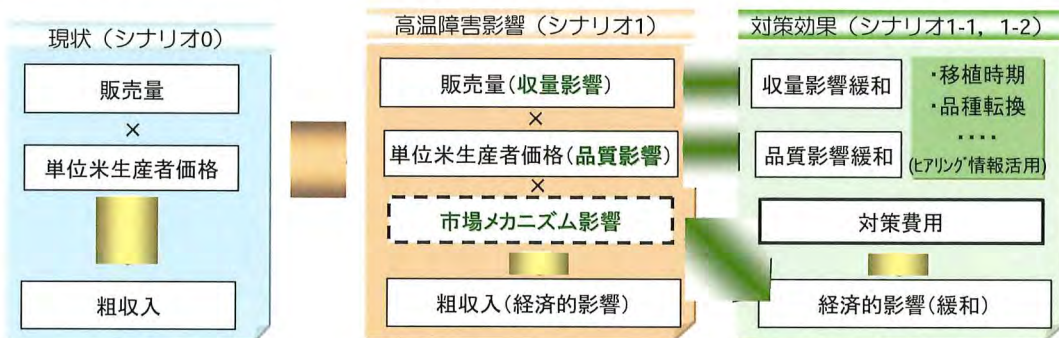 現状（シナリオ0）
販売量
×
単位米生産者価格
粗収入
高温障害影響（シナリオ1）
販売量（収量影響）
×
単位米生産者価格（品質影響）
×
市場メカニズム影響
粗収入（経済的影響）
対策効果（シナリオ1-1，1-2）
収量影響緩和
品質影響緩和
・移植時期
・品種転換
・・・・
(ﾋｱﾘﾝｸﾞ情報活用)
対策費用
経済的影響（緩和）